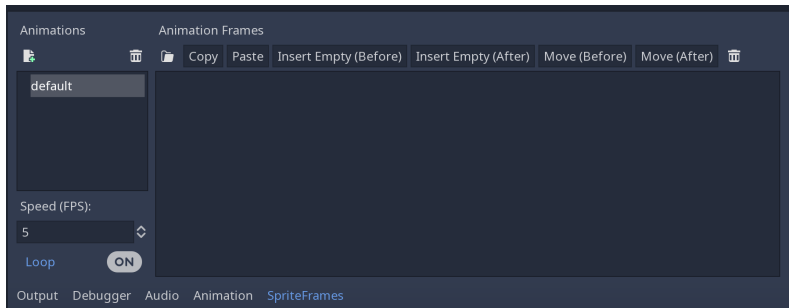 Animations
Animation Frames
Copy Paste Insert Empty (Before) Insert Empty (After) Move (Before) Move (After)
default
Speed (FPS):
5
Loop ON
Output Debugger Audio Animation SpriteFrames